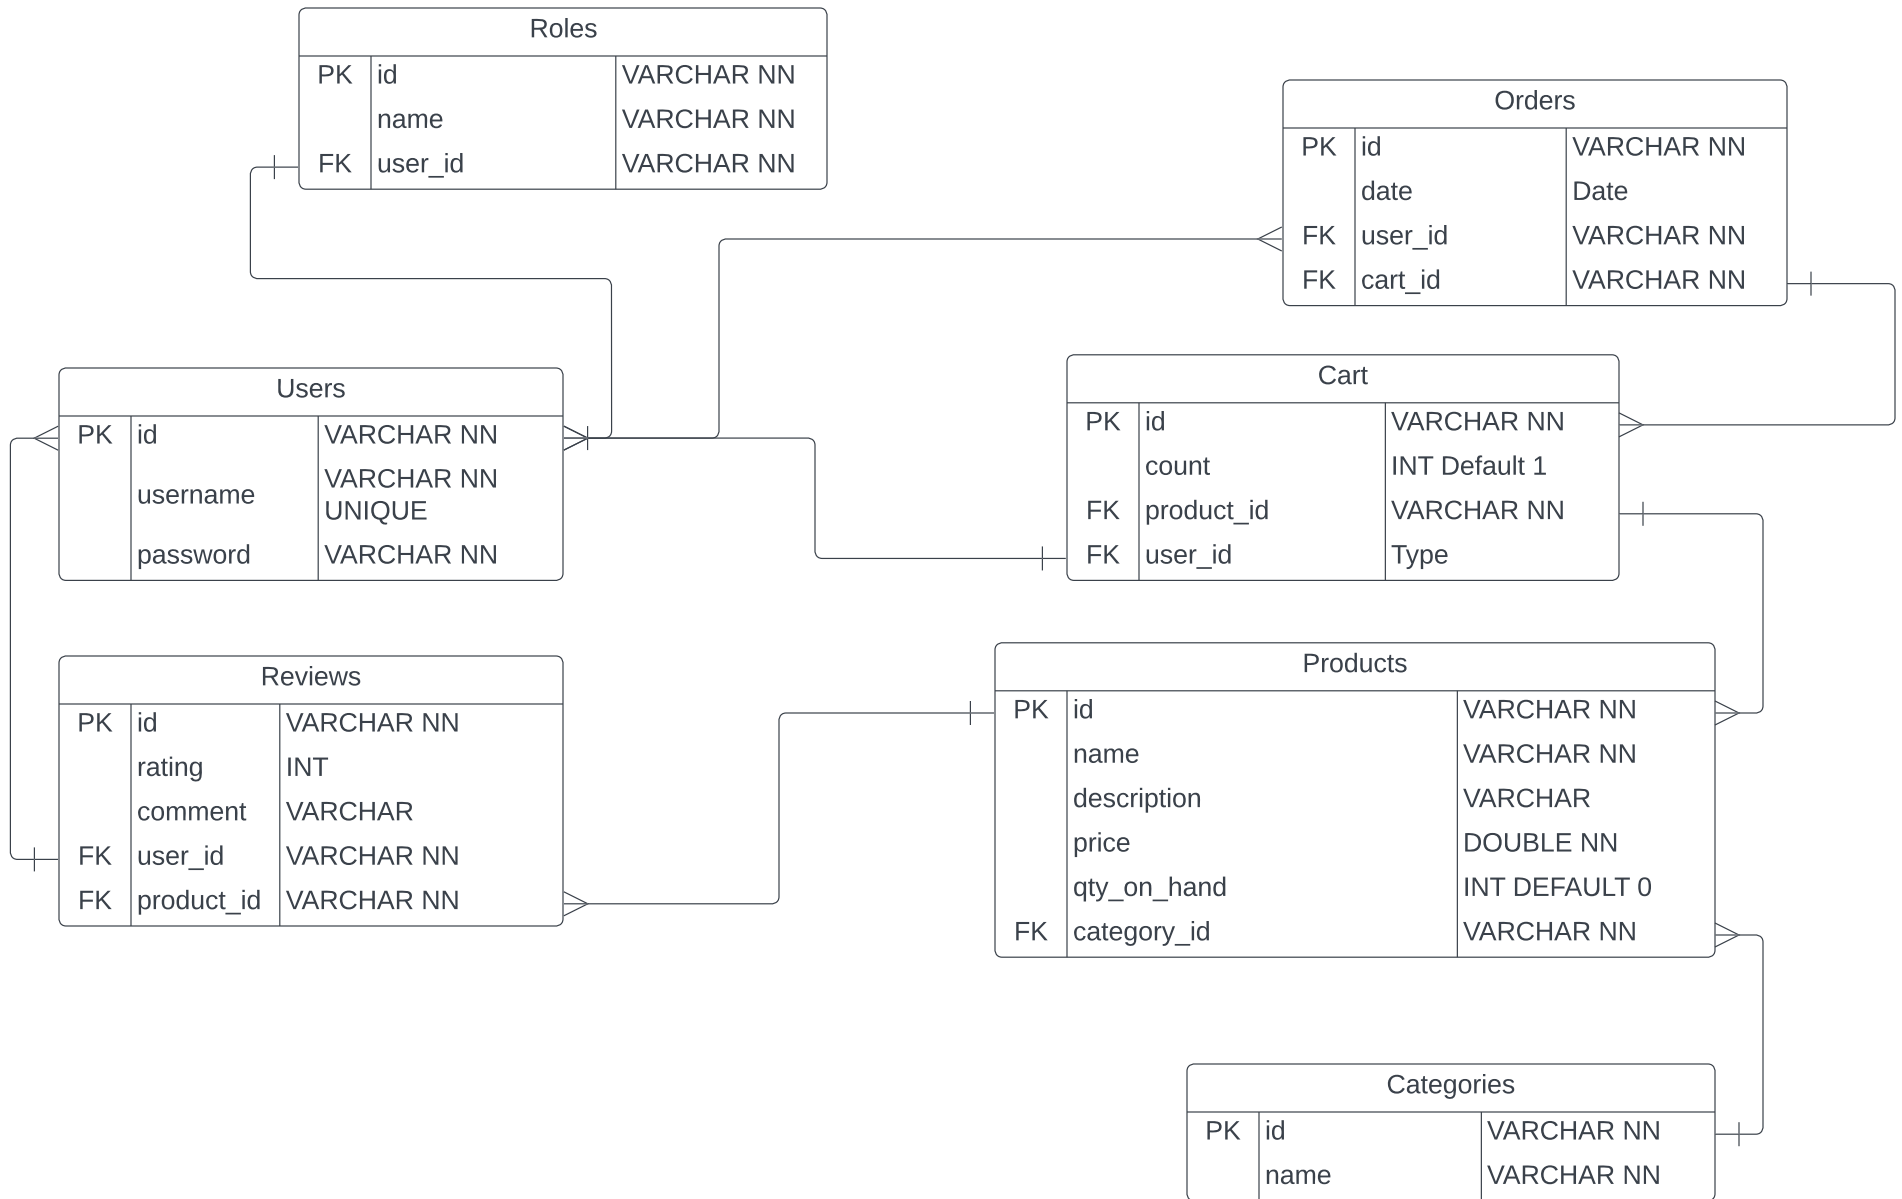 Roles
PK id VARCHAR NN
name VARCHAR NN
FK user_id VARCHAR NN
Orders
PK id VARCHAR NN
date Date
FK user_id VARCHAR NN
FK cart_id VARCHAR NN
Users
PK id VARCHAR NN
username VARCHAR NN
UNIQUE
password VARCHAR NN
Cart
PK id VARCHAR NN
count INT Default 1
FK product_id VARCHAR NN
FK user_id Type
Reviews
PK id VARCHAR NN
rating INT
comment VARCHAR
FK user_id VARCHAR NN
FK product_id VARCHAR NN
Products
PK id VARCHAR NN
name VARCHAR NN
description VARCHAR
price DOUBLE NN
qty_on_hand INT DEFAULT 0
FK category_id VARCHAR NN
Categories
PK id VARCHAR NN
name VARCHAR NN